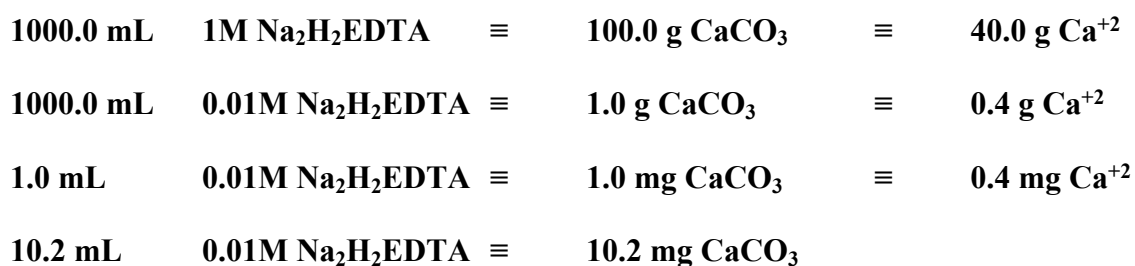 1000.0 mL 1M Na₂H₂EDTA ≡ 100.0 g CaCO₃ ≡ 40.0 g Ca⁺²
1000.0 mL 0.01M Na₂H₂EDTA ≡ 1.0 g CaCO₃ ≡ 0.4 g Ca⁺²
1.0 mL 0.01M Na₂H₂EDTA ≡ 1.0 mg CaCO₃ ≡ 0.4 mg Ca⁺²
10.2 mL 0.01M Na₂H₂EDTA ≡ 10.2 mg CaCO₃